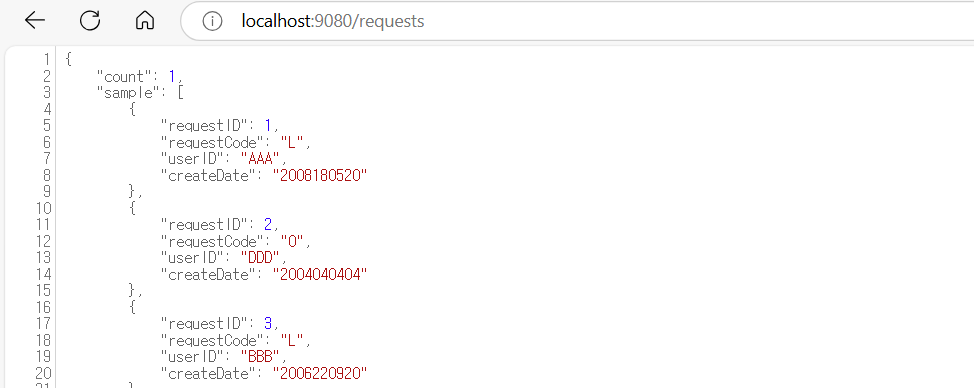 localhost:9080/requests
1 {
2 "count": 1,
3 "sample": [
4 {
5 "requestID": 1,
6 "requestCode": "L",
7 "userID": "AAA",
8 "createDate": "2008180520"
9 },
10 {
11 "requestID": 2,
12 "requestCode": "O",
13 "userID": "DDD",
14 "createDate": "2004040404"
15 },
16 {
17 "requestID": 3,
18 "requestCode": "L",
19 "userID": "BBB",
20 "createDate": "2006220920"
21 }